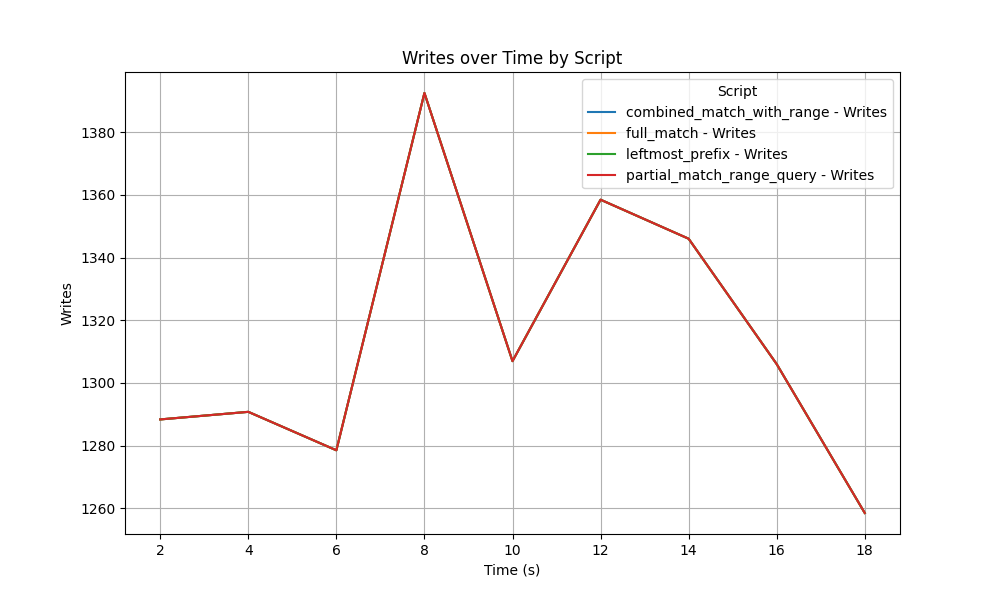 Writes over Time by Script
Script
combined_match_with_range - Writes
full_match - Writes
leftmost_prefix - Writes
partial_match_range_query - Writes
Writes
1380
1360
1340
1320
1300
1280
1260
2 4 6 8 10 12 14 16 18
Time (s)